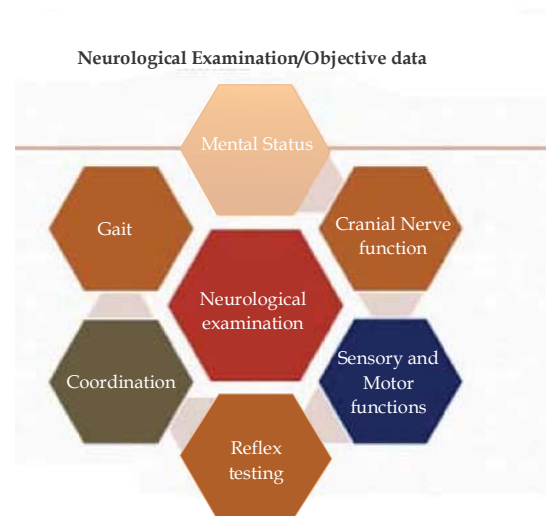 Neurological Examination/Objective data
Mental Status
Cranial Nerve
function
Sensory and
Motor
functions
Reflex
testing
Coordination
Gait
Neurological
examination